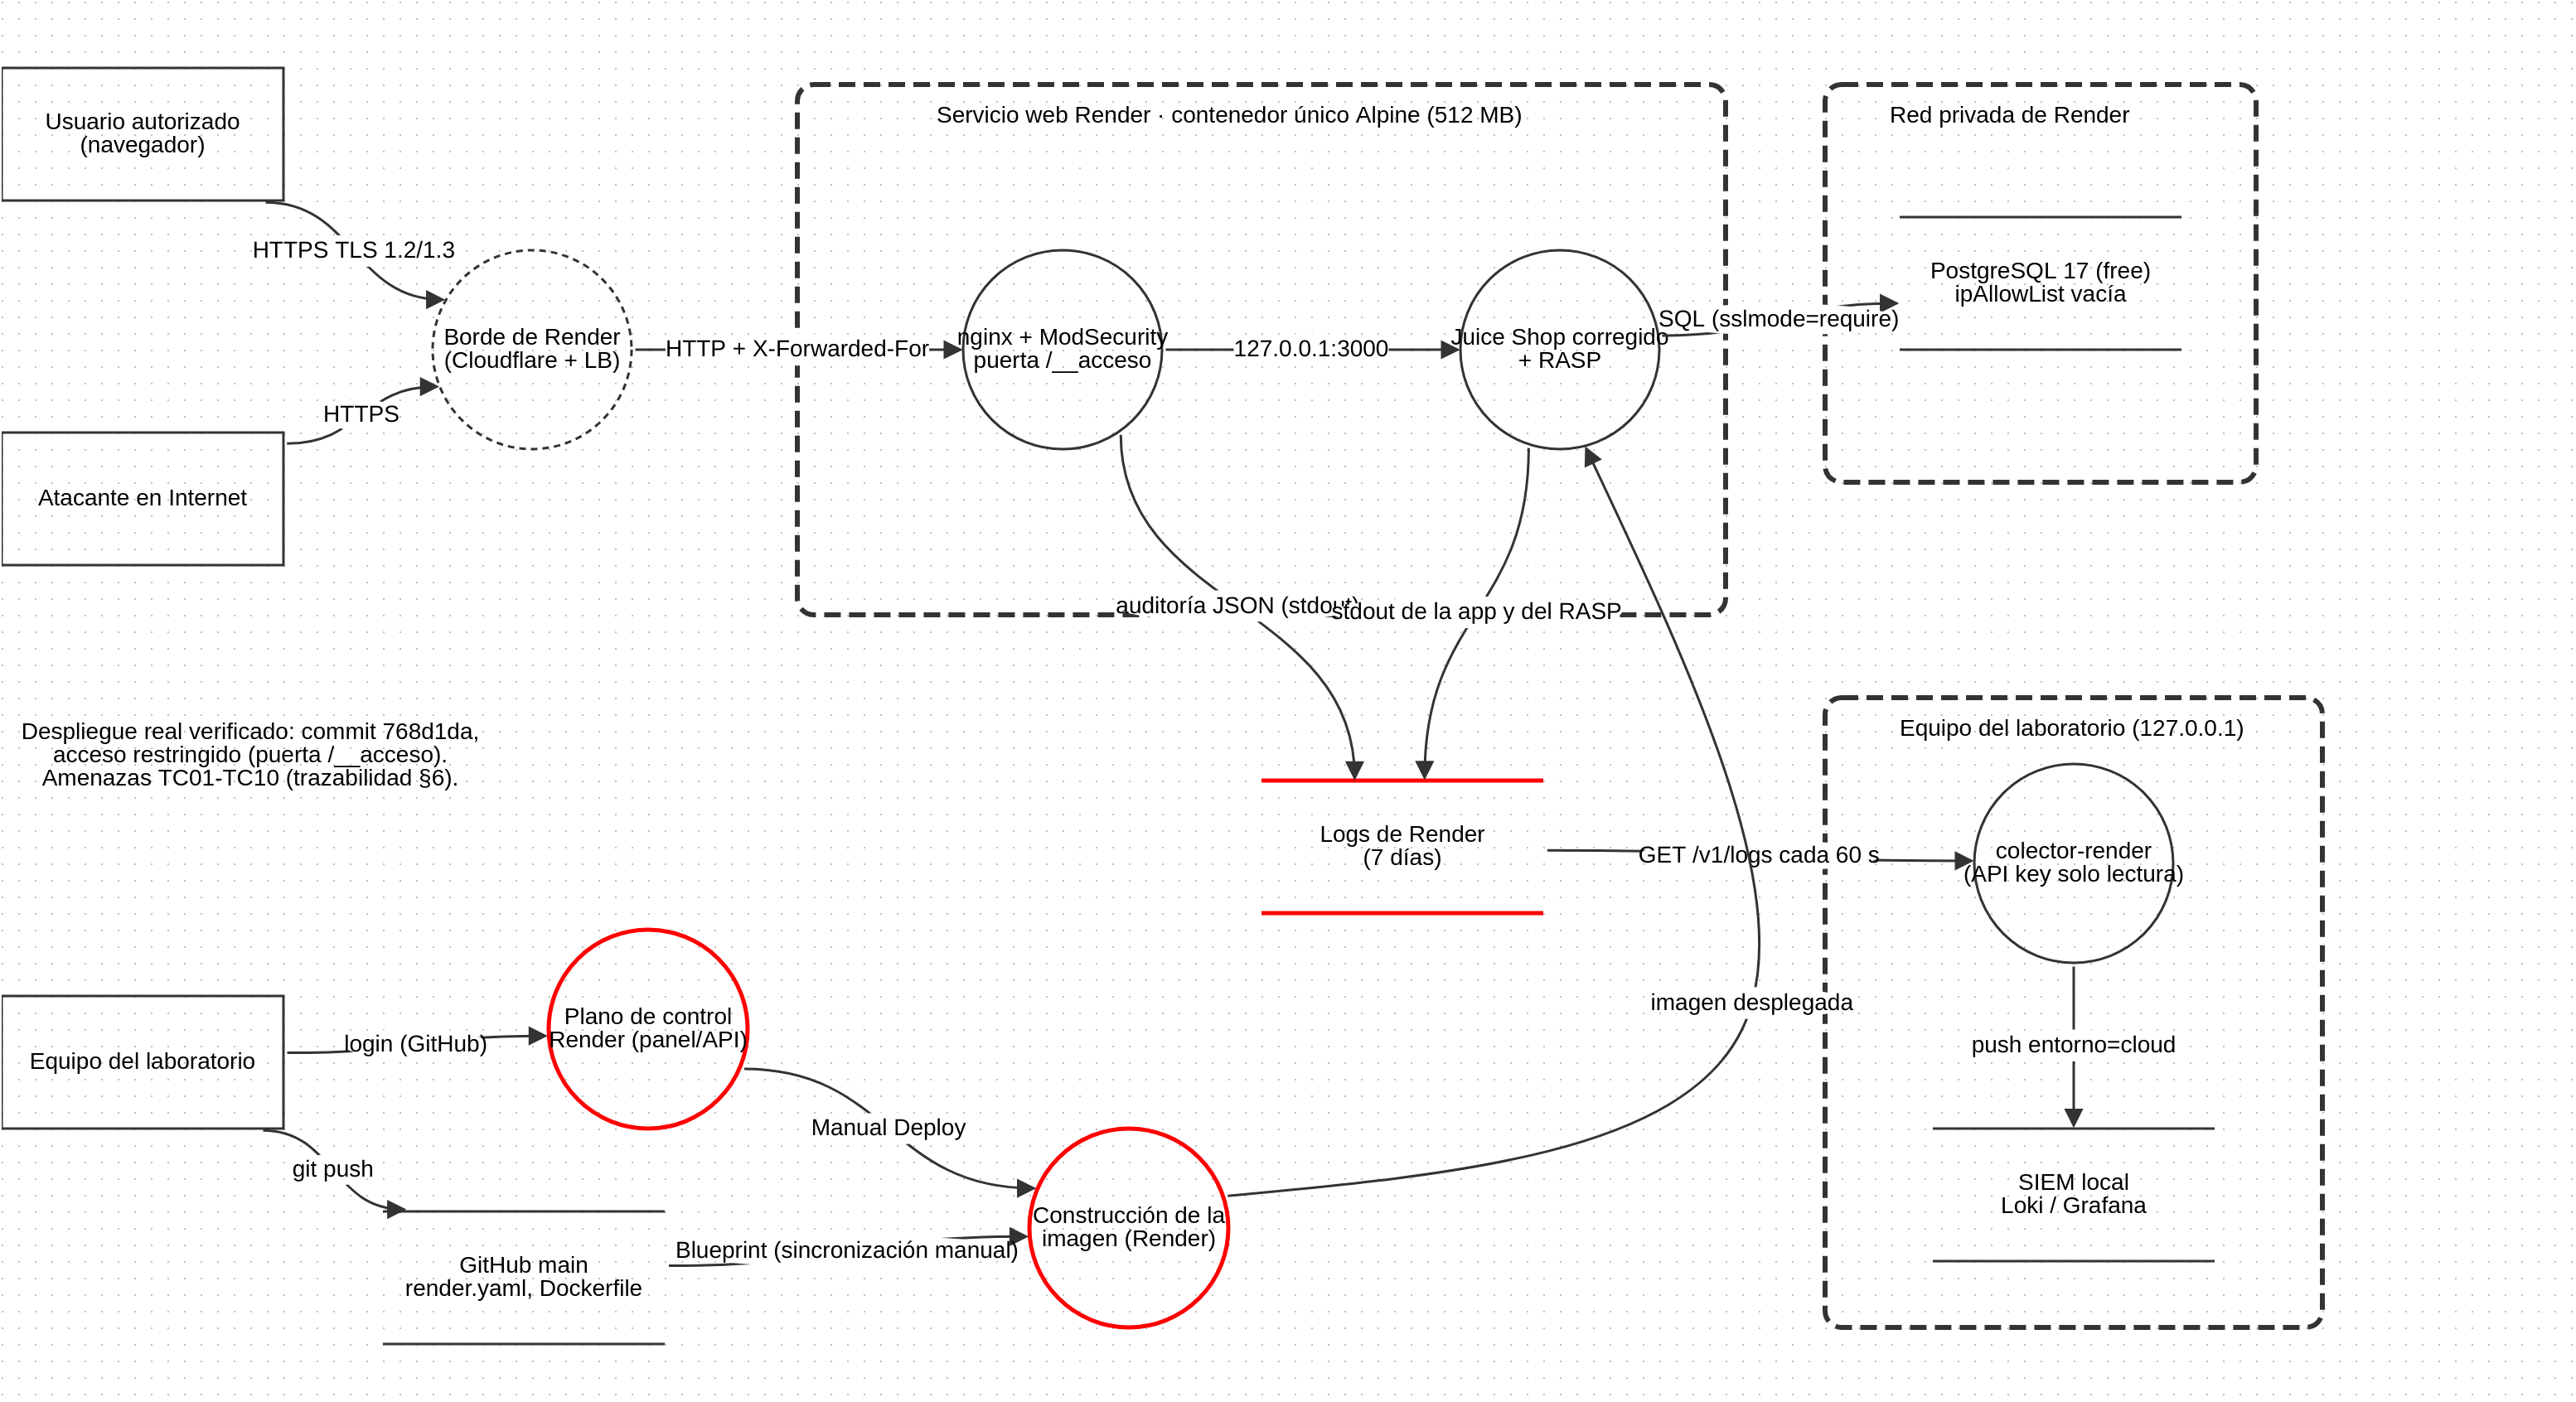 Usuario autorizado
(navegador)
Servicio web Render · contenedor único Alpine (512 MB)
Red privada de Render
HTTPS TLS 1.2/1.3
PostgreSQL 17 (free)
ipAllowList vacía
Borde de Render
(Cloudflare + LB)
HTTP + X-Forwarded-For
nginx + ModSecurity
puerta /__acceso
127.0.0.1:3000
Juice Shop corregido
+ RASP
SQL (sslmode=require)
HTTPS
Atacante en Internet
auditoría JSON (stdout)
stdout de la app y del RASP
Despliegue real verificado: commit 768d1da,
acceso restringido (puerta /__acceso).
Amenazas TC01-TC10 (trazabilidad §6).
Equipo del laboratorio (127.0.0.1)
Logs de Render
(7 días)
GET /v1/logs cada 60 s
colector-render
(API key solo lectura)
Equipo del laboratorio
login (GitHub)
Plano de control
Render (panel/API)
imagen desplegada
push entorno=cloud
Manual Deploy
git push
Construcción de la
imagen (Render)
SIEM local
Loki / Grafana
Blueprint (sincronización manual)
GitHub main
render.yaml, Dockerfile